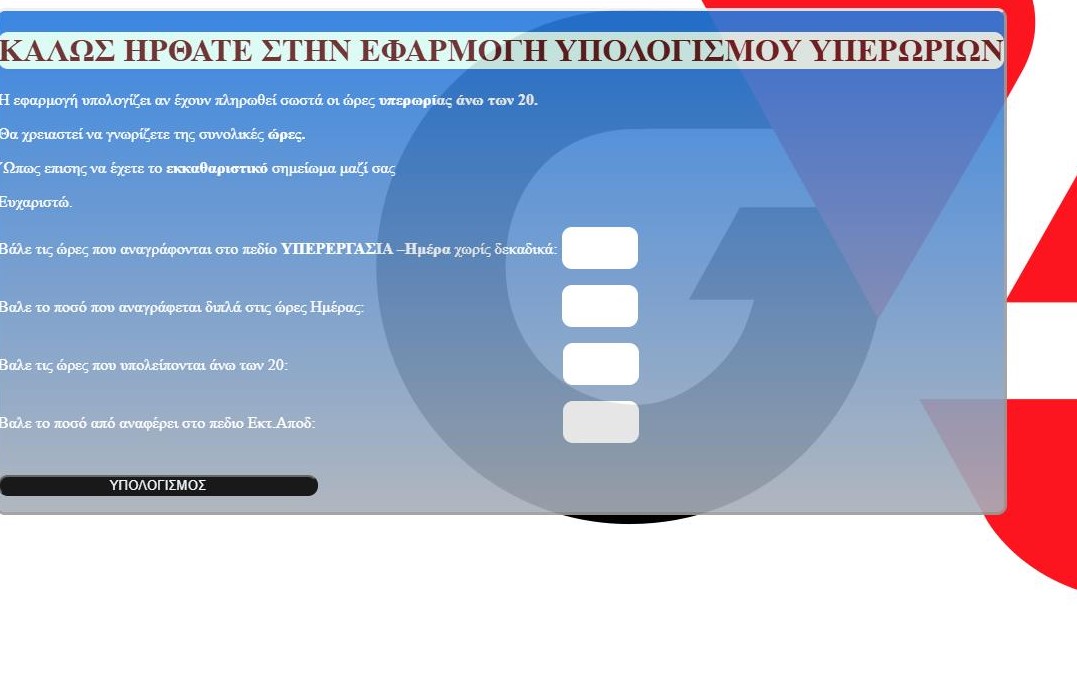 ΚΑΛΩΣ ΗΡΘΑΤΕ ΣΤΗΝ ΕΦΑΡΜΟΓΗ ΥΠΟΛΟΓΙΣΜΟΥ ΥΠΕΡΩΡΙΩΝ
Η εφαρμογή υπολογίζει αν έχουν πληρωθεί σωστά οι ώρες υπερωρίας άνω των 20.
Θα χρειαστεί να γνωρίζετε της συνολικές ώρες.
Ὥπως επισης να έχετε το εκκαθαριστικό σημείωμα μαζί σας
Ευχαριστώ.
Βάλε τις ώρες που αναγράφονται στο πεδίο ΥΠΕΡΕΡΓΑΣΙΑ –Ημέρα χωρίς δεκαδικά:
Βαλε το ποσό που αναγράφεται διπλά στις ώρες Ημέρας:
Βαλε τις ώρες που υπολείπονται άνω των 20:
Βαλε το ποσό από αναφέρει στο πεδιο Εκτ.Αποδ:
ΥΠΟΛΟΓΙΣΜΟΣ